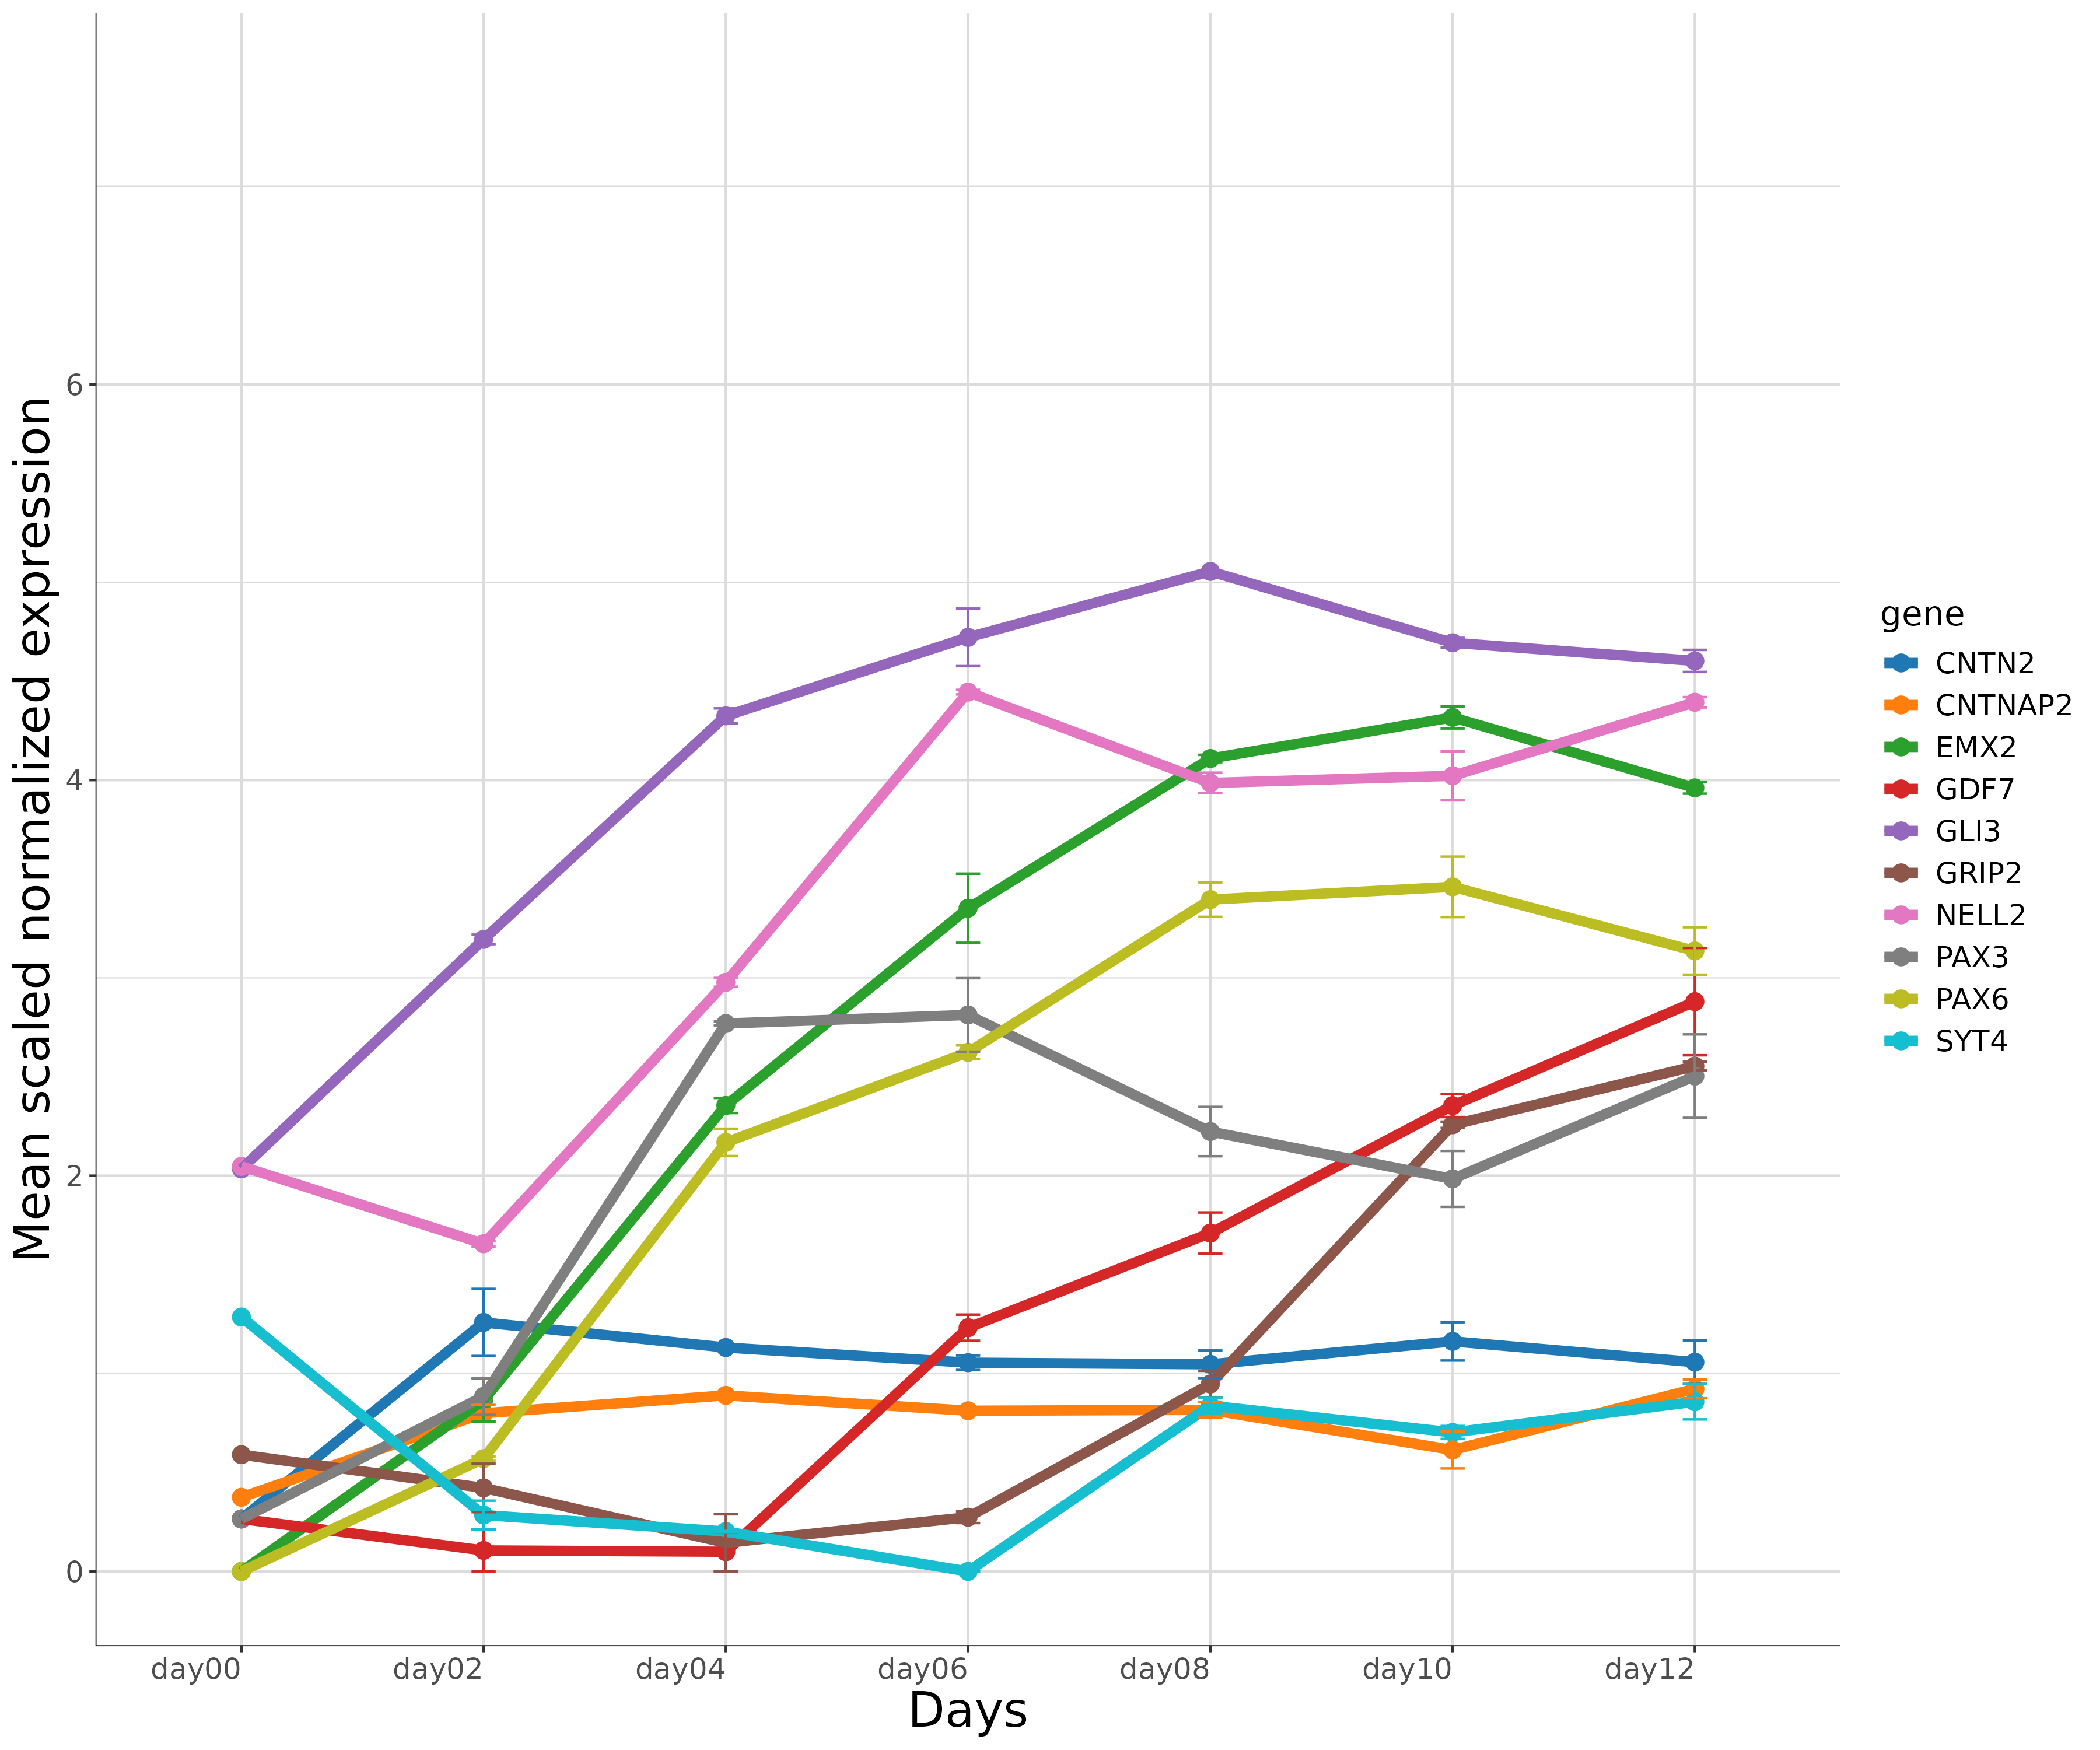 Mean scaled normalized expression
6
4
2
0
day00 day02 day04 day06 day08 day10 day12
Days
gene
CNTN2
CNTNAP2
EMX2
GDF7
GLI3
GRIP2
NELL2
PAX3
PAX6
SYT4